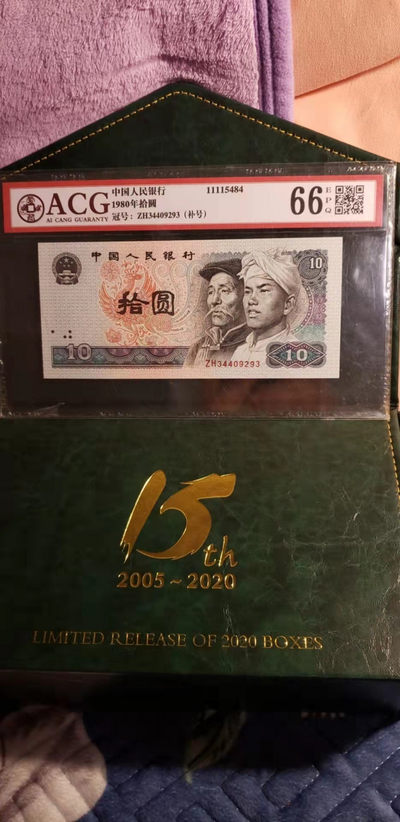 ACG
AI CANG GUARANTY
中国人民银行 11115484
1980年拾圆
冠号：ZH34409293（补号）
66
EPQ
中国人民银行
10
拾圆
ZH34409293
10
10
15th
2005~2020
LIMITED RELEASE OF 2020 BOXES